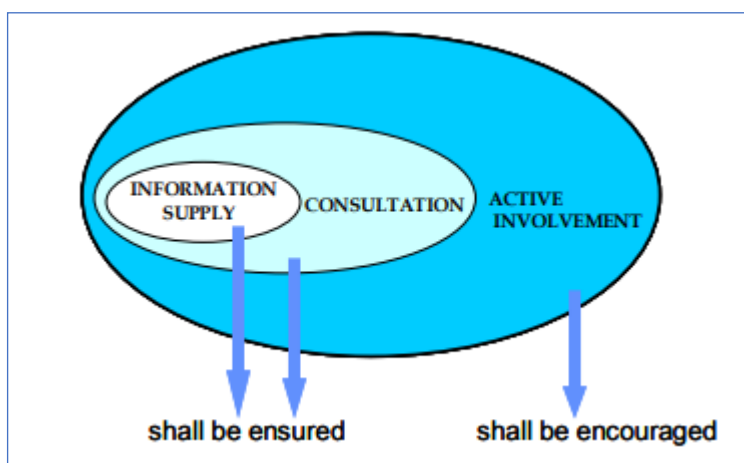 INFORMATION
SUPPLY
CONSULTATION
ACTIVE
INVOLVEMENT
shall be ensured
shall be encouraged